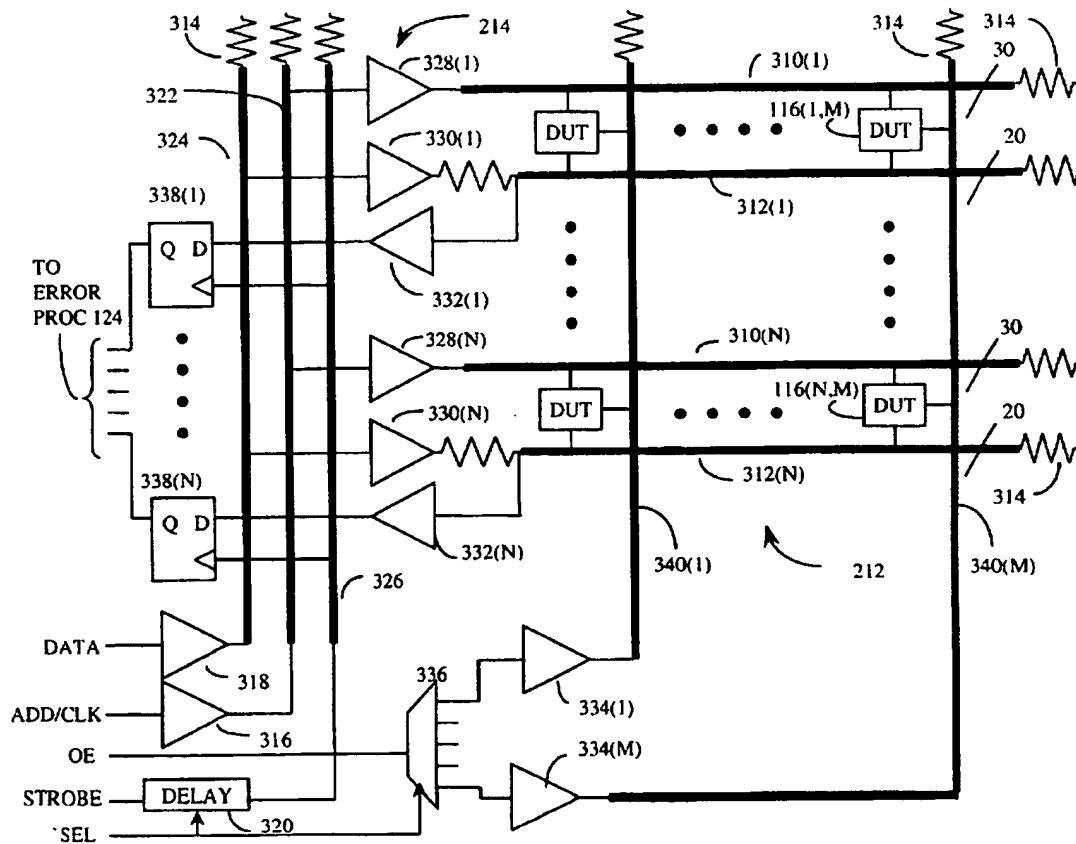 314
214
314
314
328(1)
310(1)
30
322
DUT
116(1,M)
DUT
324
330(1)
20
338(1)
312(1)
Q D
TO
ERROR
PROC 124
332(1)
328(N)
310(N)
30
DUT
116(N,M)
DUT
330(N)
20
338(N)
312(N)
314
Q D
332(N)
326
340(1)
212
340(M)
DATA
318
336
334(1)
ADD/CLK
316
OE
334(M)
STROBE
DELAY
320
SEL